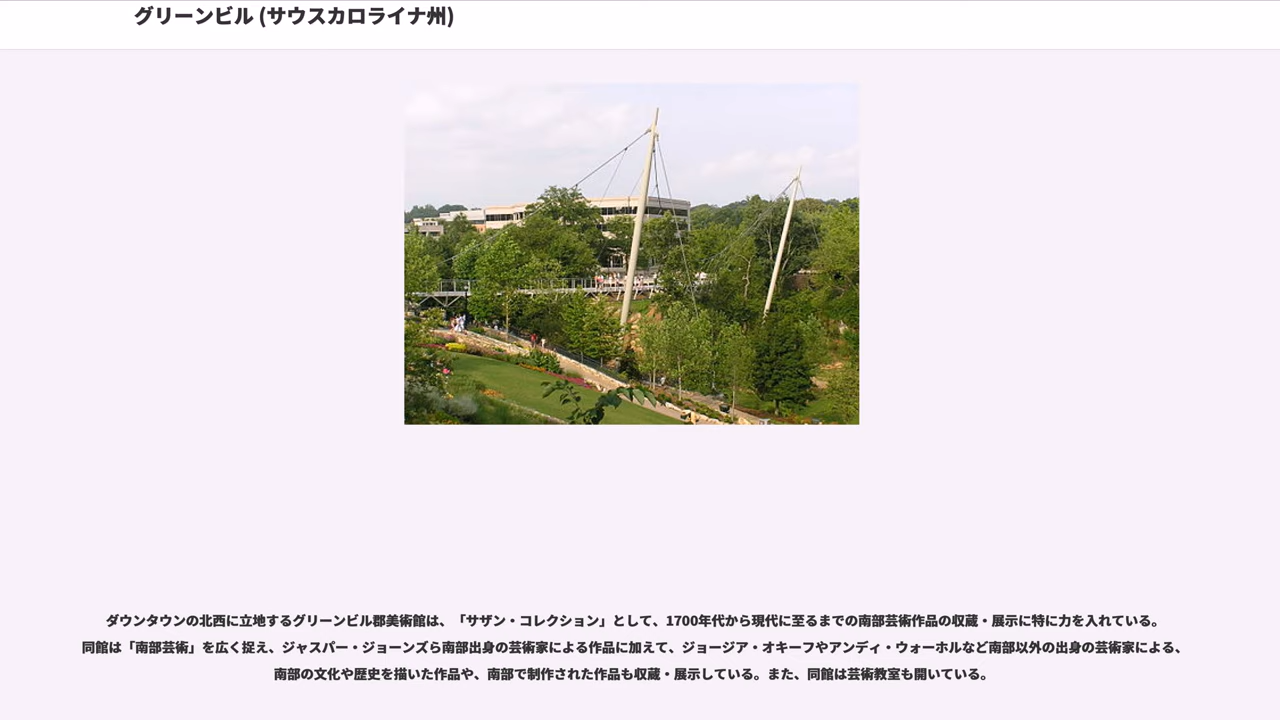 グリーンビル (サウスカロライナ州)
ダウンタウンの北西に立地するグリーンビル郡美術館は、「サザン・コレクション」として、1700年代から現代に至るまでの南部芸術作品の収蔵・展示に特に力を入れている。
同館は「南部芸術」を広く捉え、ジャスパー・ジョーンズら南部出身の芸術家による作品に加えて、ジョージア・オキーフやアンディ・ウォーホルなど南部以外の出身の芸術家による、
南部の文化や歴史を描いた作品や、南部で制作された作品も収蔵・展示している。また、同館は芸術教室も開いている。